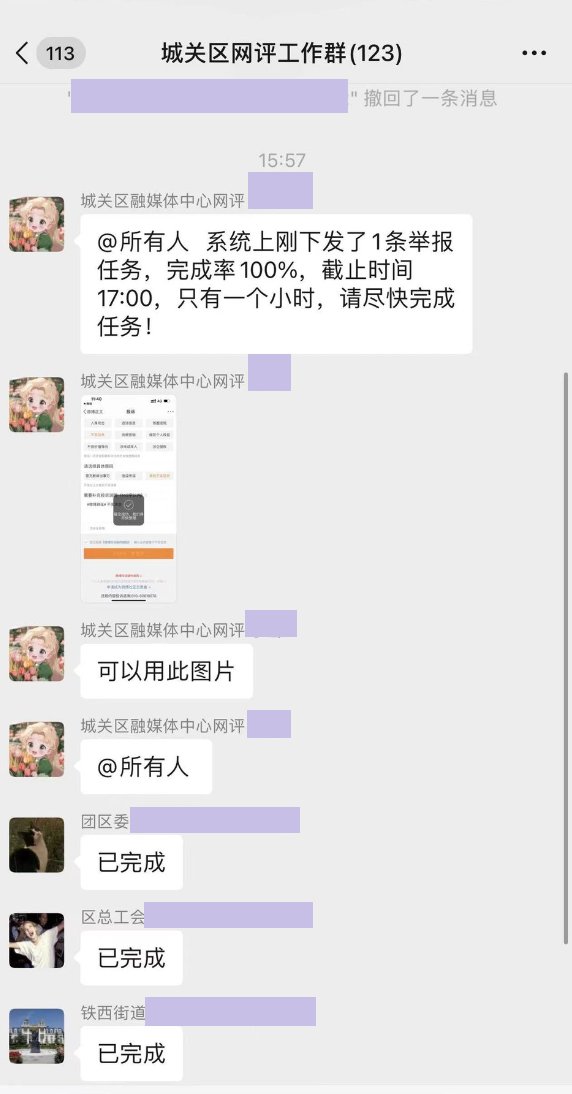 113
城关区网评工作群(123)
" " 撤回了一条消息
15:57
城关区融媒体中心网评
@所有人 系统上刚下发了1条举报
任务，完成率100%，截止时间
17:00，只有一个小时，请尽快完成
任务！
城关区融媒体中心网评
投诉
城关区融媒体中心网评
可以用此图片
城关区融媒体中心网评
@所有人
团区委
已完成
区总工会
已完成
铁西街道
已完成